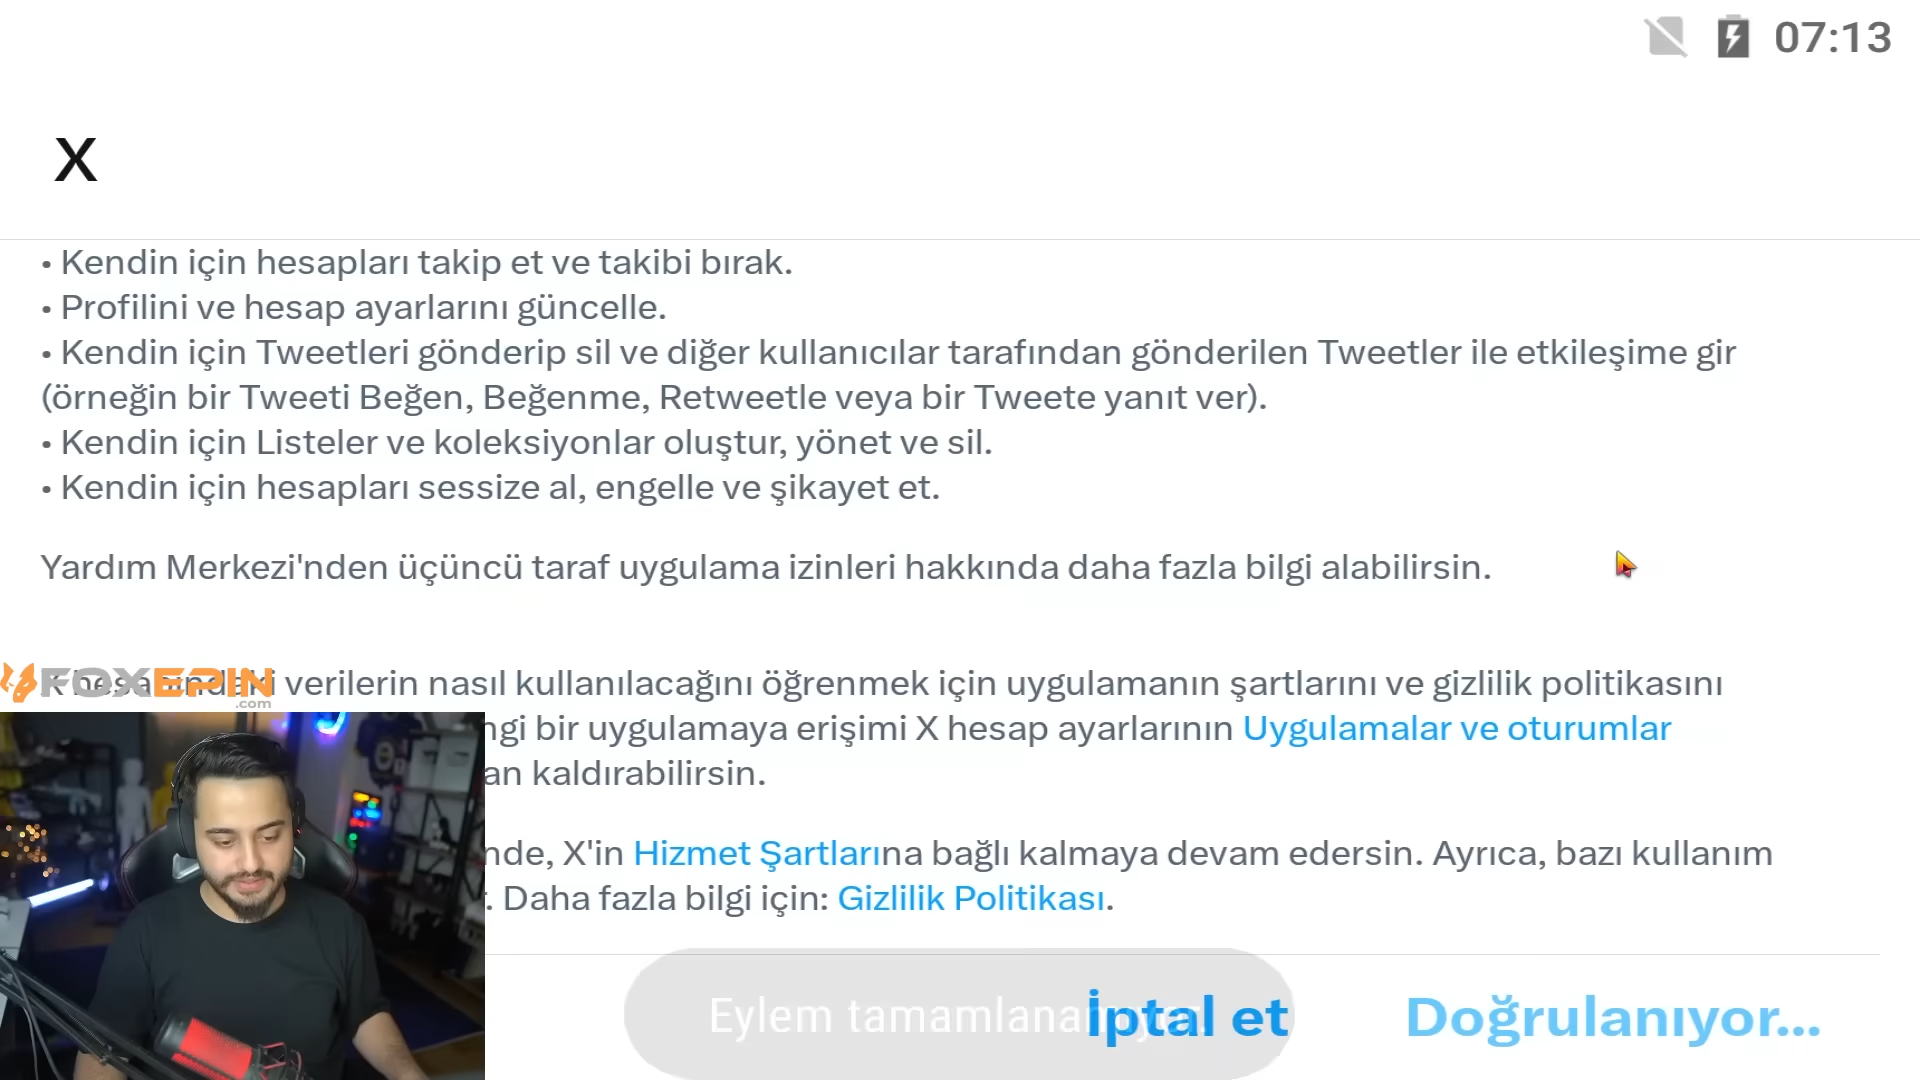 07:13
X
• Kendin için hesapları takip et ve takibi bırak.
• Profilini ve hesap ayarlarını güncelle.
• Kendin için Tweetleri gönderip sil ve diğer kullanıcılar tarafından gönderilen Tweetler ile etkileşime gir
(örneğin bir Tweeti Beğen, Beğenme, Retweetle veya bir Tweete yanıt ver).
• Kendin için Listeler ve koleksiyonlar oluştur, yönet ve sil.
• Kendin için hesapları sessize al, engelle ve şikayet et.
Yardım Merkezi'nden üçüncü taraf uygulama izinleri hakkında daha fazla bilgi alabilirsin.
FOXEPIN
.com
X hesabındaki verilerin nasıl kullanılacağını öğrenmek için uygulamanın şartlarını ve gizlilik politikasını
ngi bir uygulamaya erişimi X hesap ayarlarının Uygulamalar ve oturumlar
an kaldırabilirsin.
nde, X'in Hizmet Şartlarına bağlı kalmaya devam edersin. Ayrıca, bazı kullanım
. Daha fazla bilgi için: Gizlilik Politikası.
Eylem
İptal et
Doğrulanıyor...